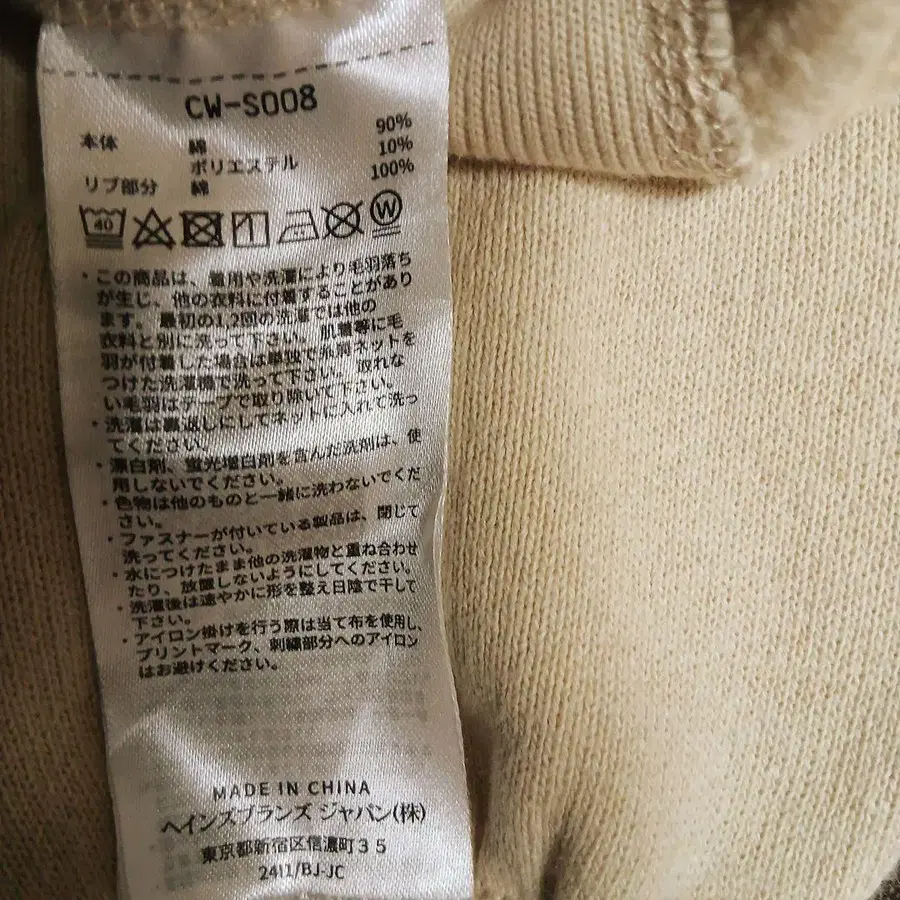 CW-S008
本体 綿 90%
ポリエステル 10%
リブ部分 綿 100%
40 W
・この商品は、着用や洗濯により毛羽落ち
が生じ、他の衣料に付着することがあり
ます。最初の1,2回の洗濯では他の
衣料と別に洗って下さい。肌着等に毛
羽が付着した場合は単独で糸屑ネットを
つけた洗濯機で洗って下さい。取れな
い毛羽はテープで取り除いて下さい。
・洗濯は裏返しにしてネットに入れて洗っ
てください。
・漂白剤、蛍光増白剤を含んだ洗剤は、使
用しないでください。
・色物は他のものと一緒に洗わないでくだ
さい。
・ファスナーが付いている製品は、閉じて
洗ってください。
・水につけたまま他の洗濯物と重ね合わせ
たり、放置しないようにしてください。
・洗濯後は速やかに形を整え日陰で干して
下さい。
・アイロン掛けを行う際は当て布を使用し、
プリントマーク、刺繍部分へのアイロン
はお避けください。
MADE IN CHINA
ヘインズブランズ ジャパン(株)
東京都新宿区信濃町35
2411/BJ-JC